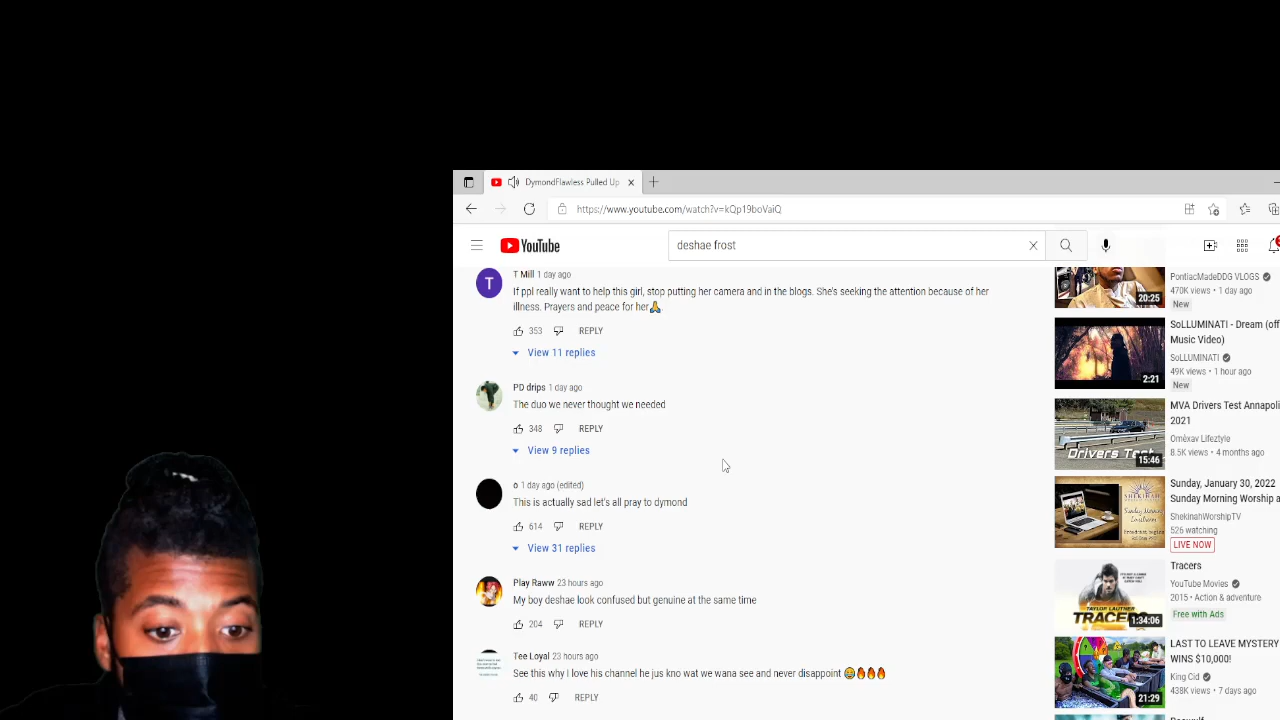 DymondFlawless Pulled Up
https://www.youtube.com/watch?v=kQp19boVaiQ
YouTube
deshae frost
T Mill 1 day ago
If ppl really want to help this girl, stop putting her camera and in the blogs. She's seeking the attention because of her
illness. Prayers and peace for her🙏
353 REPLY
View 11 replies
PD drips 1 day ago
The duo we never thought we needed
348 REPLY
View 9 replies
o 1 day ago (edited)
This is actually sad let's all pray to dymond
614 REPLY
View 31 replies
Play Raww 23 hours ago
My boy deshae look confused but genuine at the same time
204 REPLY
Tee Loyal 23 hours ago
See this why I love his channel he jus kno wat we wana see and never disappoint 😂🔥🔥🔥
40 REPLY
20:25
PontiacMadeDDG VLOGS
470K views • 1 day ago
New
2:21
SoLLUMINATI - Dream (off
Music Video)
SoLLUMINATI
49K views • 1 hour ago
New
Drivers Test
15:46
MVA Drivers Test Annapoli
2021
Omèxav Lifeztyle
8.5K views • 4 months ago
SHEKINAH
Sunday, January 30, 2022
Sunday Morning Worship a
ShekinahWorshipTV
526 watching
LIVE NOW
TAYLOR LAUTNER
TRACERS
1:34:06
Tracers
YouTube Movies
2015 • Action & adventure
Free with Ads
21:29
LAST TO LEAVE MYSTERY
WINS $10,000!
King Cid
438K views • 7 days ago